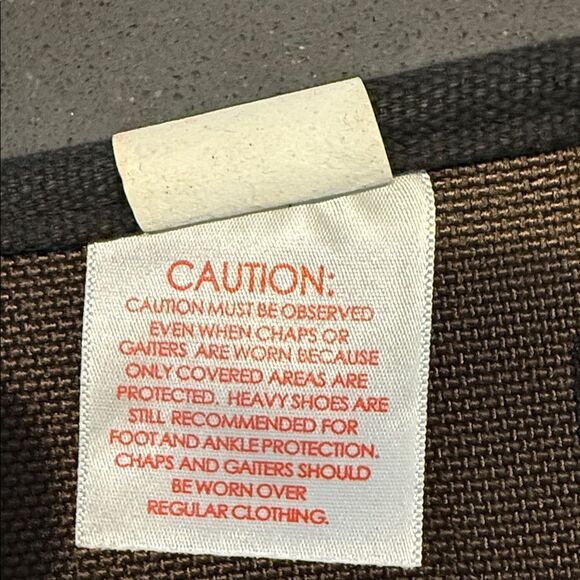 CAUTION:
CAUTION MUST BE OBSERVED
EVEN WHEN CHAPS OR
GAITERS ARE WORN BECAUSE
ONLY COVERED AREAS ARE
PROTECTED. HEAVY SHOES ARE
STILL RECOMMENDED FOR
FOOT AND ANKLE PROTECTION.
CHAPS AND GAITERS SHOULD
BE WORN OVER
REGULAR CLOTHING.